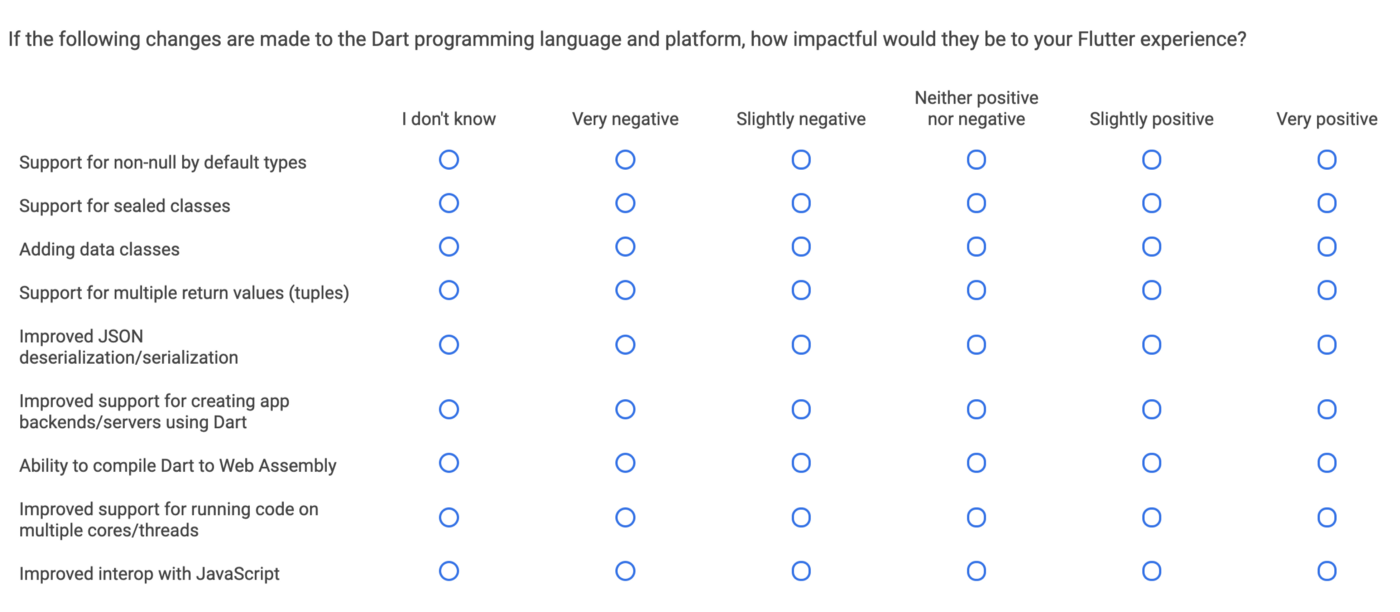 If the following changes are made to the Dart programming language and platform, how impactful would they be to your Flutter experience?
I don't know
Very negative
Slightly negative
Neither positive
nor negative
Slightly positive
Very positive
Support for non-null by default types
Support for sealed classes
Adding data classes
Support for multiple return values (tuples)
Improved JSON
deserialization/serialization
Improved support for creating app
backends/servers using Dart
Ability to compile Dart to Web Assembly
Improved support for running code on
multiple cores/threads
Improved interop with JavaScript